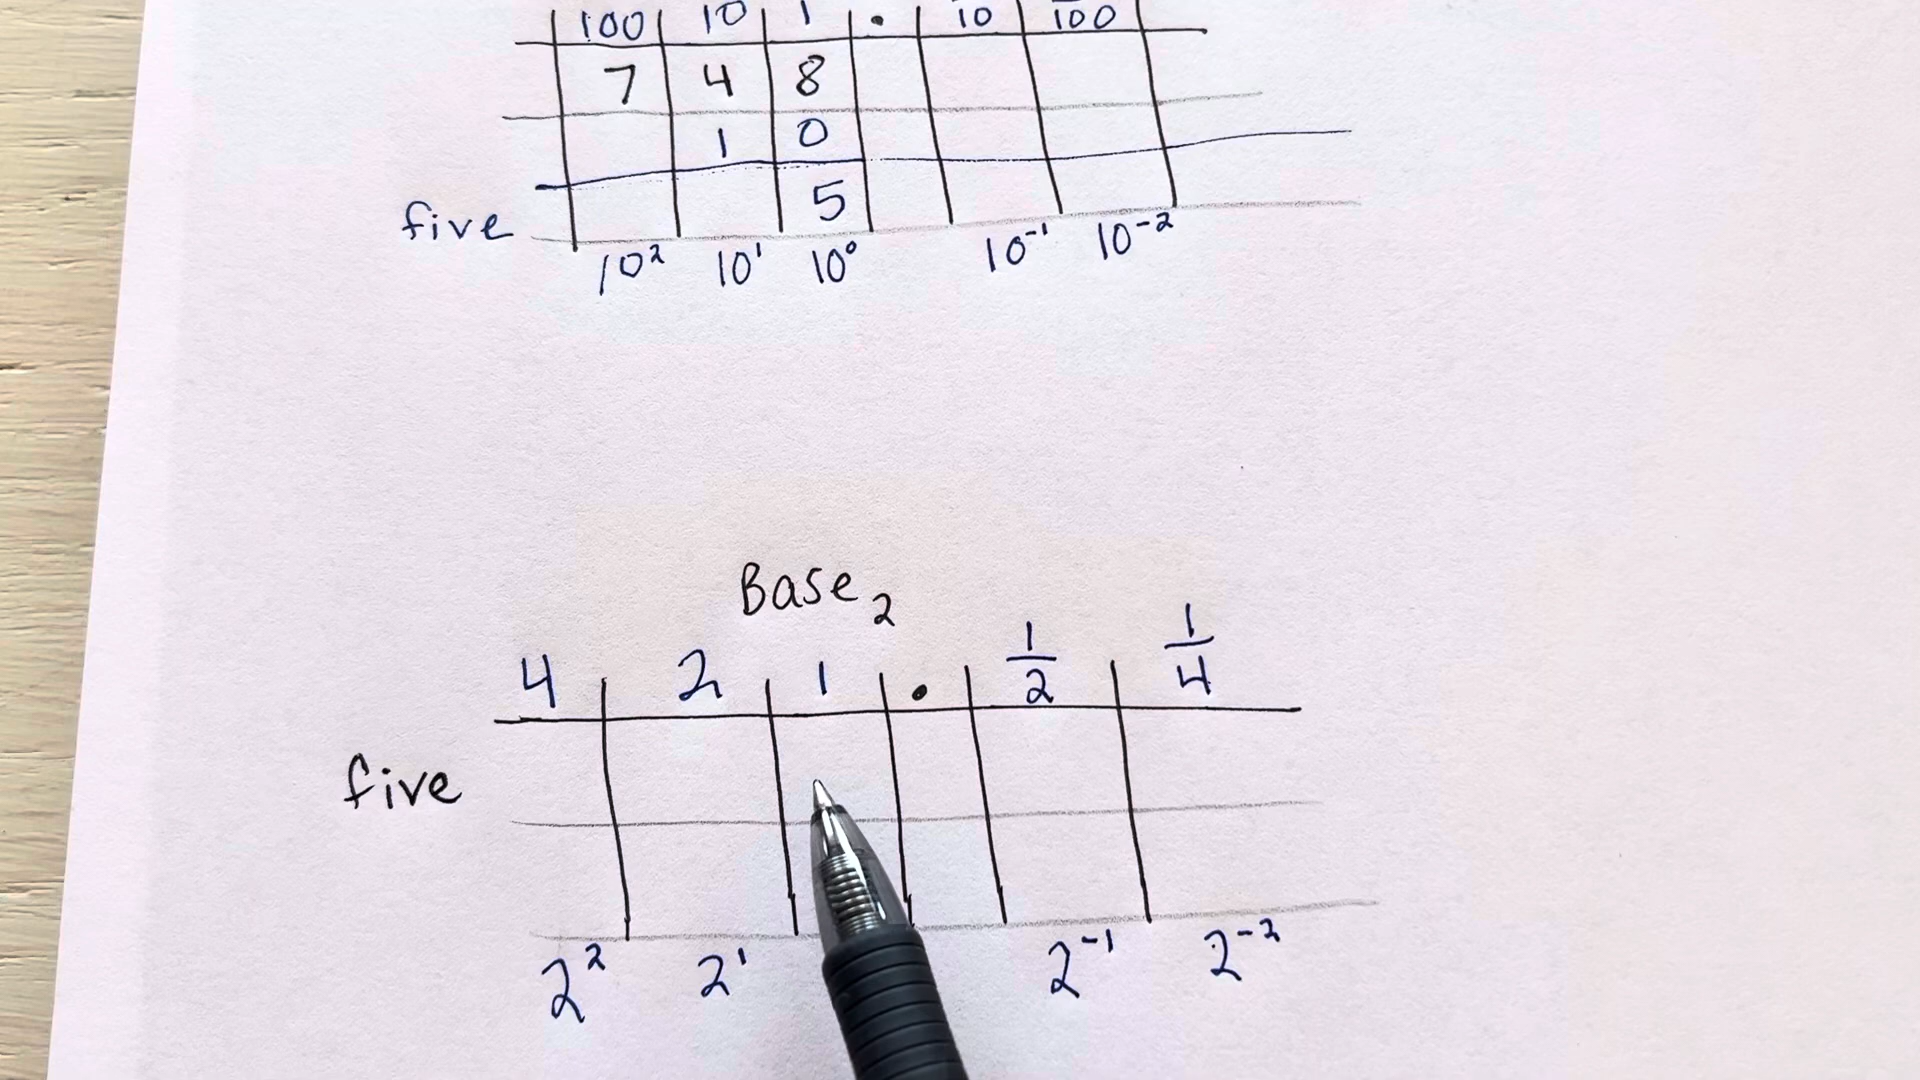 100 10 1 . 10 100
7 4 8
1 0
five 5
10² 10¹ 10⁰ 10⁻¹ 10⁻²
Base₂
4 2 1 . 1/2 1/4
five
2² 2¹ 2⁻¹ 2⁻²